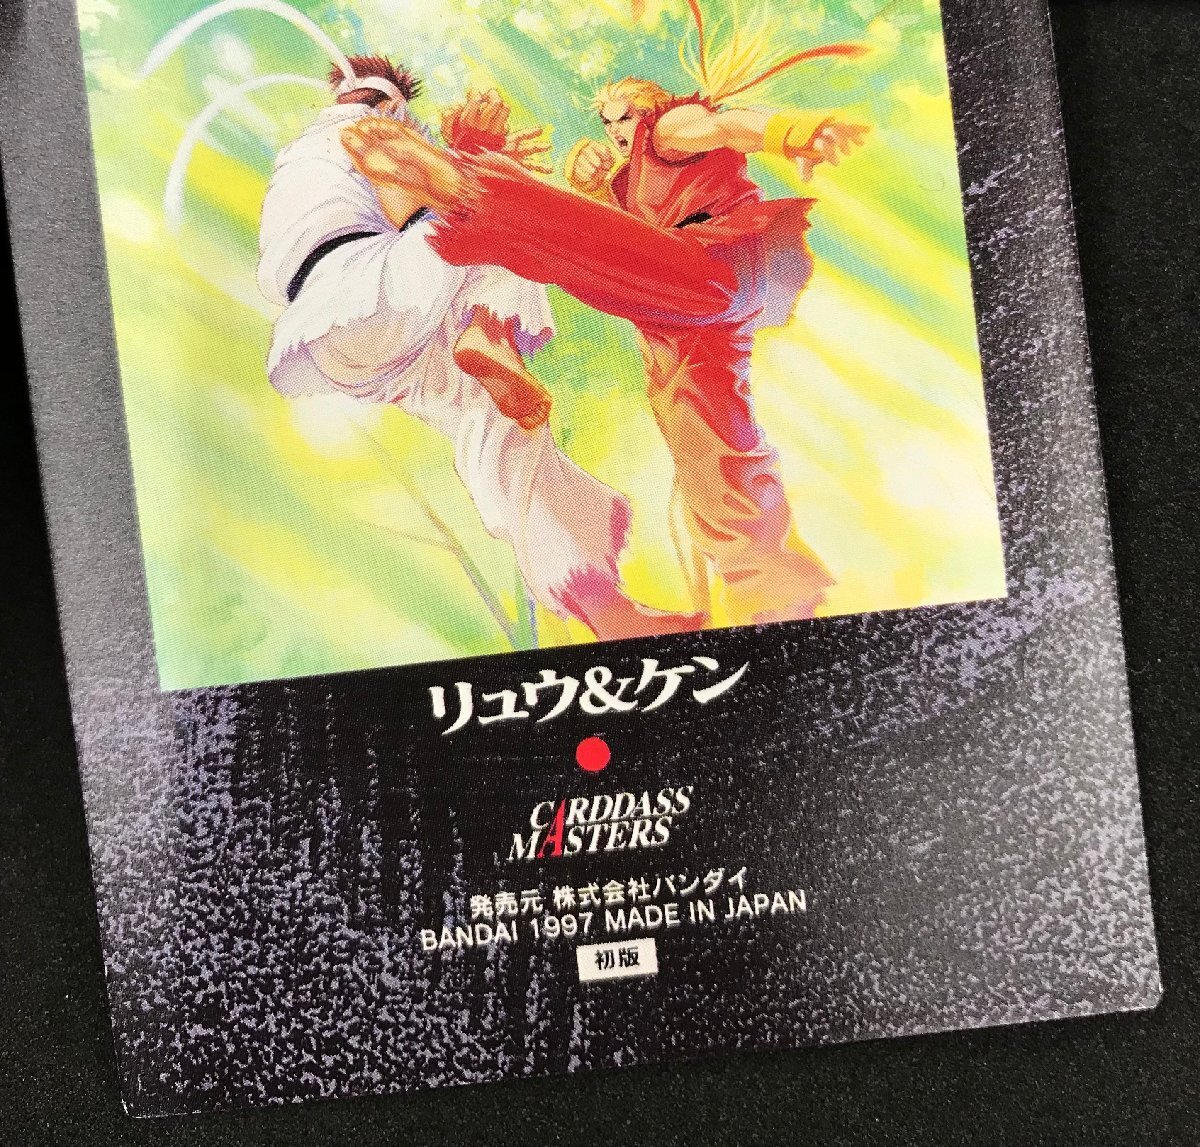 リュウ&ケン
CARDDASS
MASTERS
発売元 株式会社バンダイ
BANDAI 1997 MADE IN JAPAN
初版